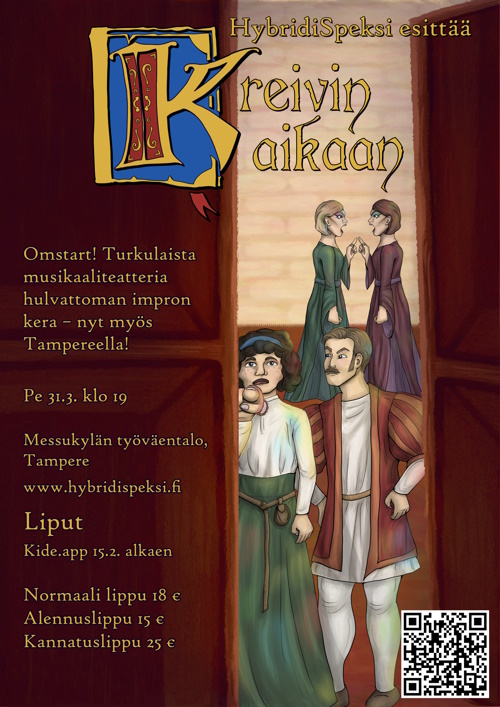 HybridiSpeksi esittää
Kreivin
aikaan
Omstart! Turkulaista
musikaaliteatteria
hulvattoman impron
kera – nyt myös
Tampereella!
Pe 31.3. klo 19
Messukylän työväentalo,
Tampere
www.hybridispeksi.fi
Liput
Kide.app 15.2. alkaen
Normaali lippu 18 €
Alennuslippu 15 €
Kannatuslippu 25 €